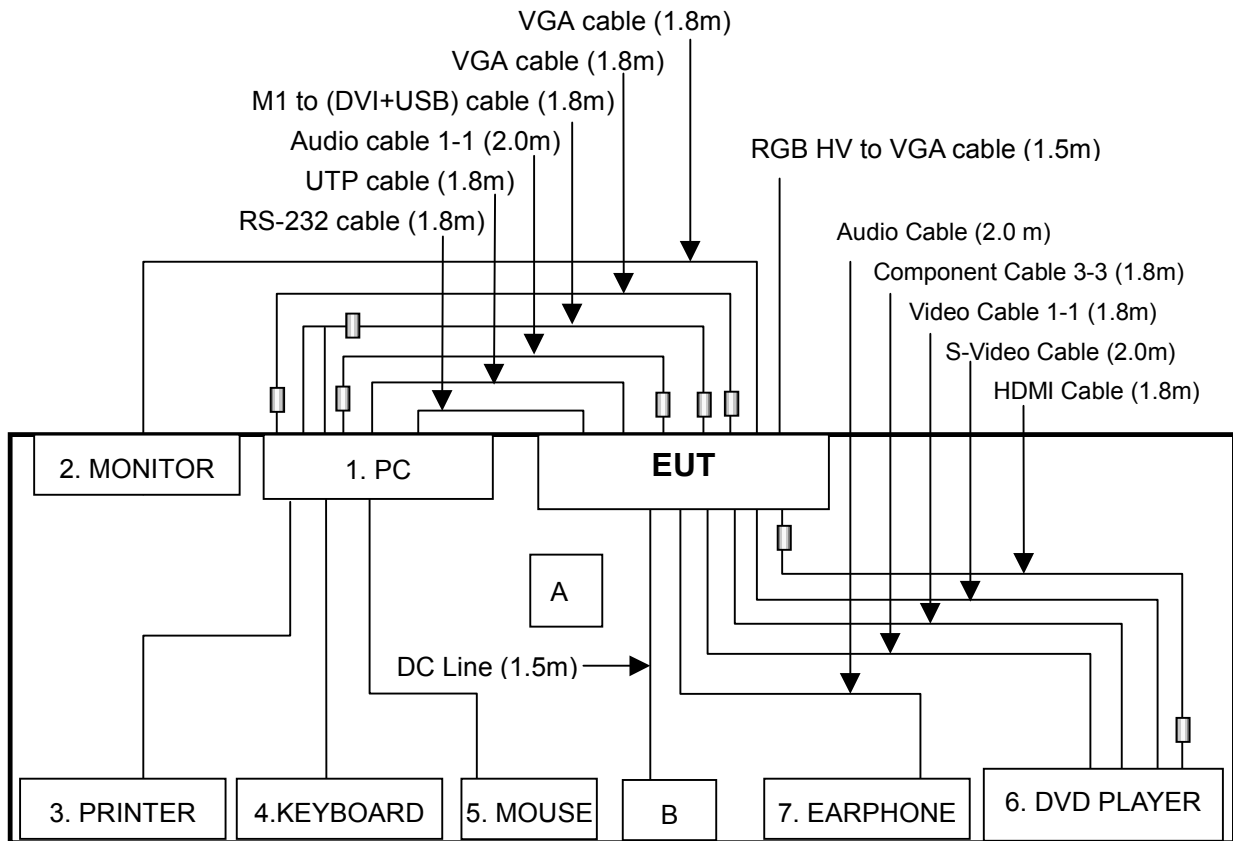 VGA cable (1.8m)
VGA cable (1.8m)
M1 to (DVI+USB) cable (1.8m)
Audio cable 1-1 (2.0m)
UTP cable (1.8m)
RS-232 cable (1.8m)
RGB HV to VGA cable (1.5m)
Audio Cable (2.0 m)
Component Cable 3-3 (1.8m)
Video Cable 1-1 (1.8m)
S-Video Cable (2.0m)
HDMI Cable (1.8m)
2. MONITOR
1. PC
EUT
A
DC Line (1.5m)
3. PRINTER
4.KEYBOARD
5. MOUSE
B
7. EARPHONE
6. DVD PLAYER